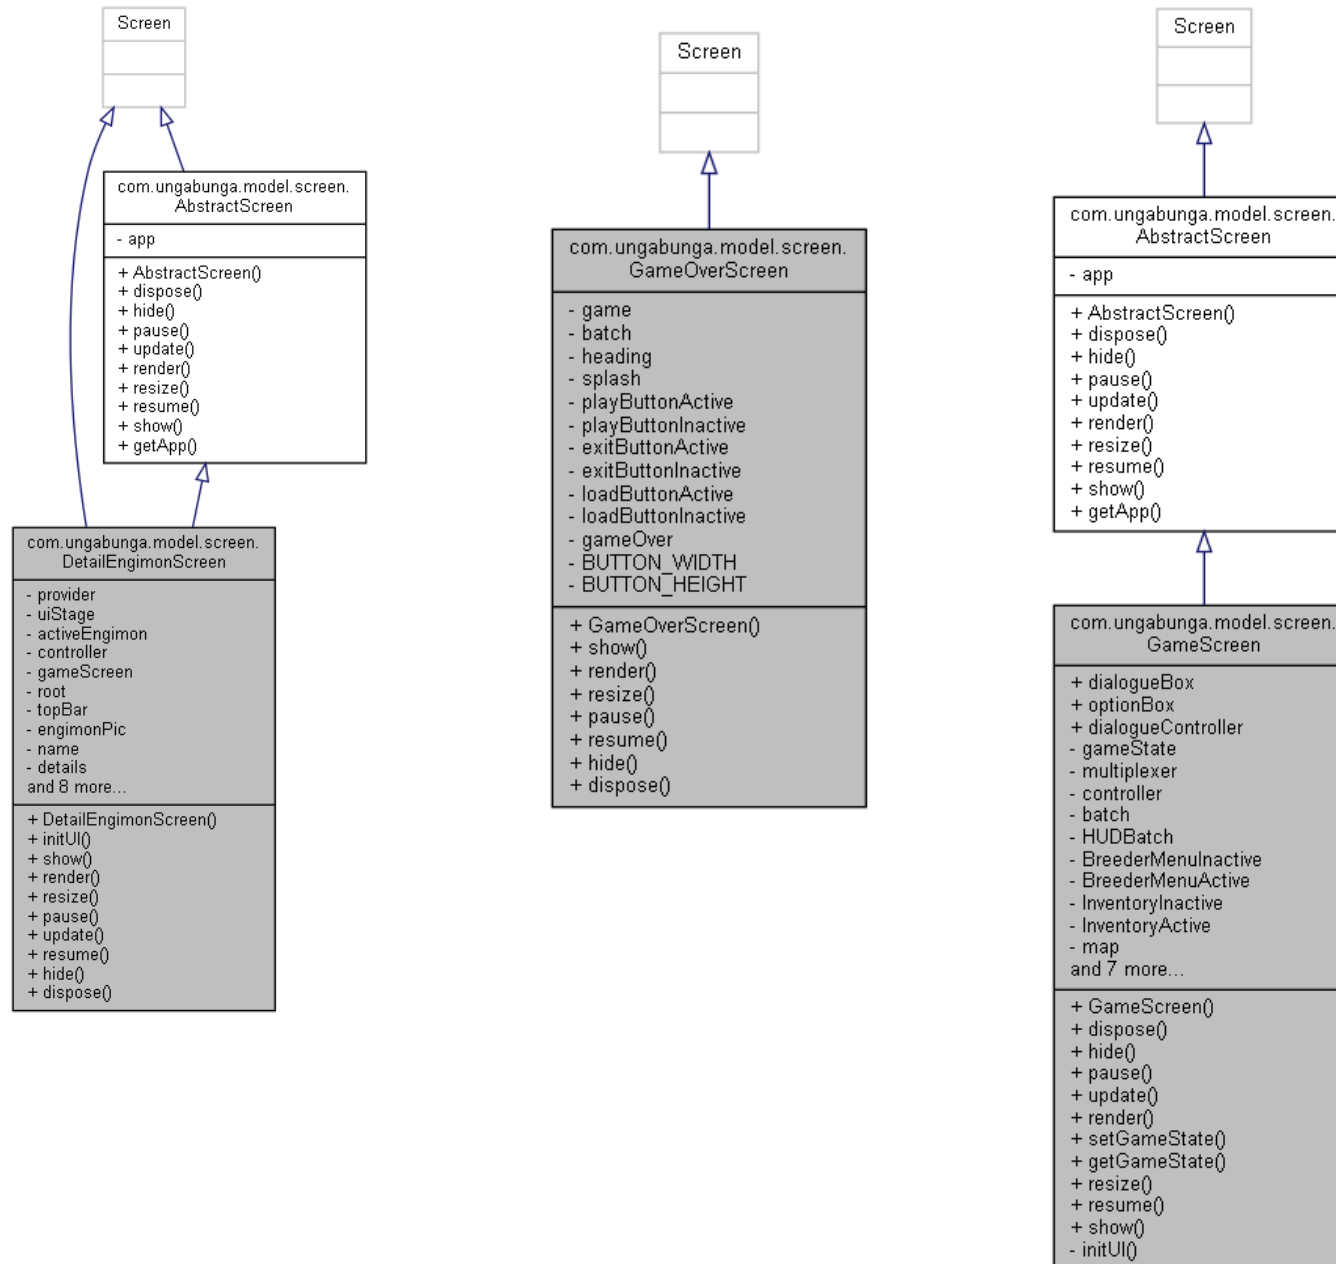 Screen
com.ungabunga.model.screen.
AbstractScreen
- app
+ AbstractScreen()
+ dispose()
+ hide()
+ pause()
+ update()
+ render()
+ resize()
+ resume()
+ show()
+ getApp()
com.ungabunga.model.screen.
DetailEngimonScreen
- provider
- uiStage
- activeEngimon
- controller
- gameScreen
- root
- topBar
- engimonPic
- name
- details
and 8 more...
+ DetailEngimonScreen()
+ initUI()
+ show()
+ render()
+ resize()
+ pause()
+ update()
+ resume()
+ hide()
+ dispose()
Screen
com.ungabunga.model.screen.
GameOverScreen
- game
- batch
- heading
- splash
- playButtonActive
- playButtonInactive
- exitButtonActive
- exitButtonInactive
- loadButtonActive
- loadButtonInactive
- gameOver
- BUTTON_WIDTH
- BUTTON_HEIGHT
+ GameOverScreen()
+ show()
+ render()
+ resize()
+ pause()
+ resume()
+ hide()
+ dispose()
Screen
com.ungabunga.model.screen.
AbstractScreen
- app
+ AbstractScreen()
+ dispose()
+ hide()
+ pause()
+ update()
+ render()
+ resize()
+ resume()
+ show()
+ getApp()
com.ungabunga.model.screen.
GameScreen
+ dialogueBox
+ optionBox
+ dialogueController
- gameState
- multiplexer
- controller
- batch
- HUDBatch
- BreederMenuInactive
- BreederMenuActive
- InventoryInactive
- InventoryActive
- map
and 7 more...
+ GameScreen()
+ dispose()
+ hide()
+ pause()
+ update()
+ render()
+ setGameState()
+ getGameState()
+ resize()
+ resume()
+ show()
- initUI()